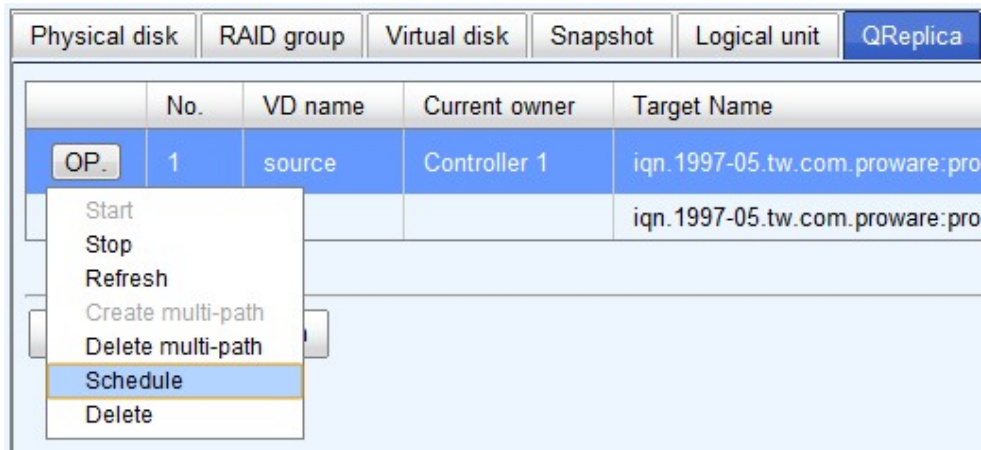 Physical disk RAID group Virtual disk Snapshot Logical unit QReplica
No. VD name Current owner Target Name
OP. 1 source Controller 1 iqn.1997-05.tw.com.proware:pro
iqn.1997-05.tw.com.proware:pro
Start
Stop
Refresh
Create multi-path
Delete multi-path
Schedule
Delete